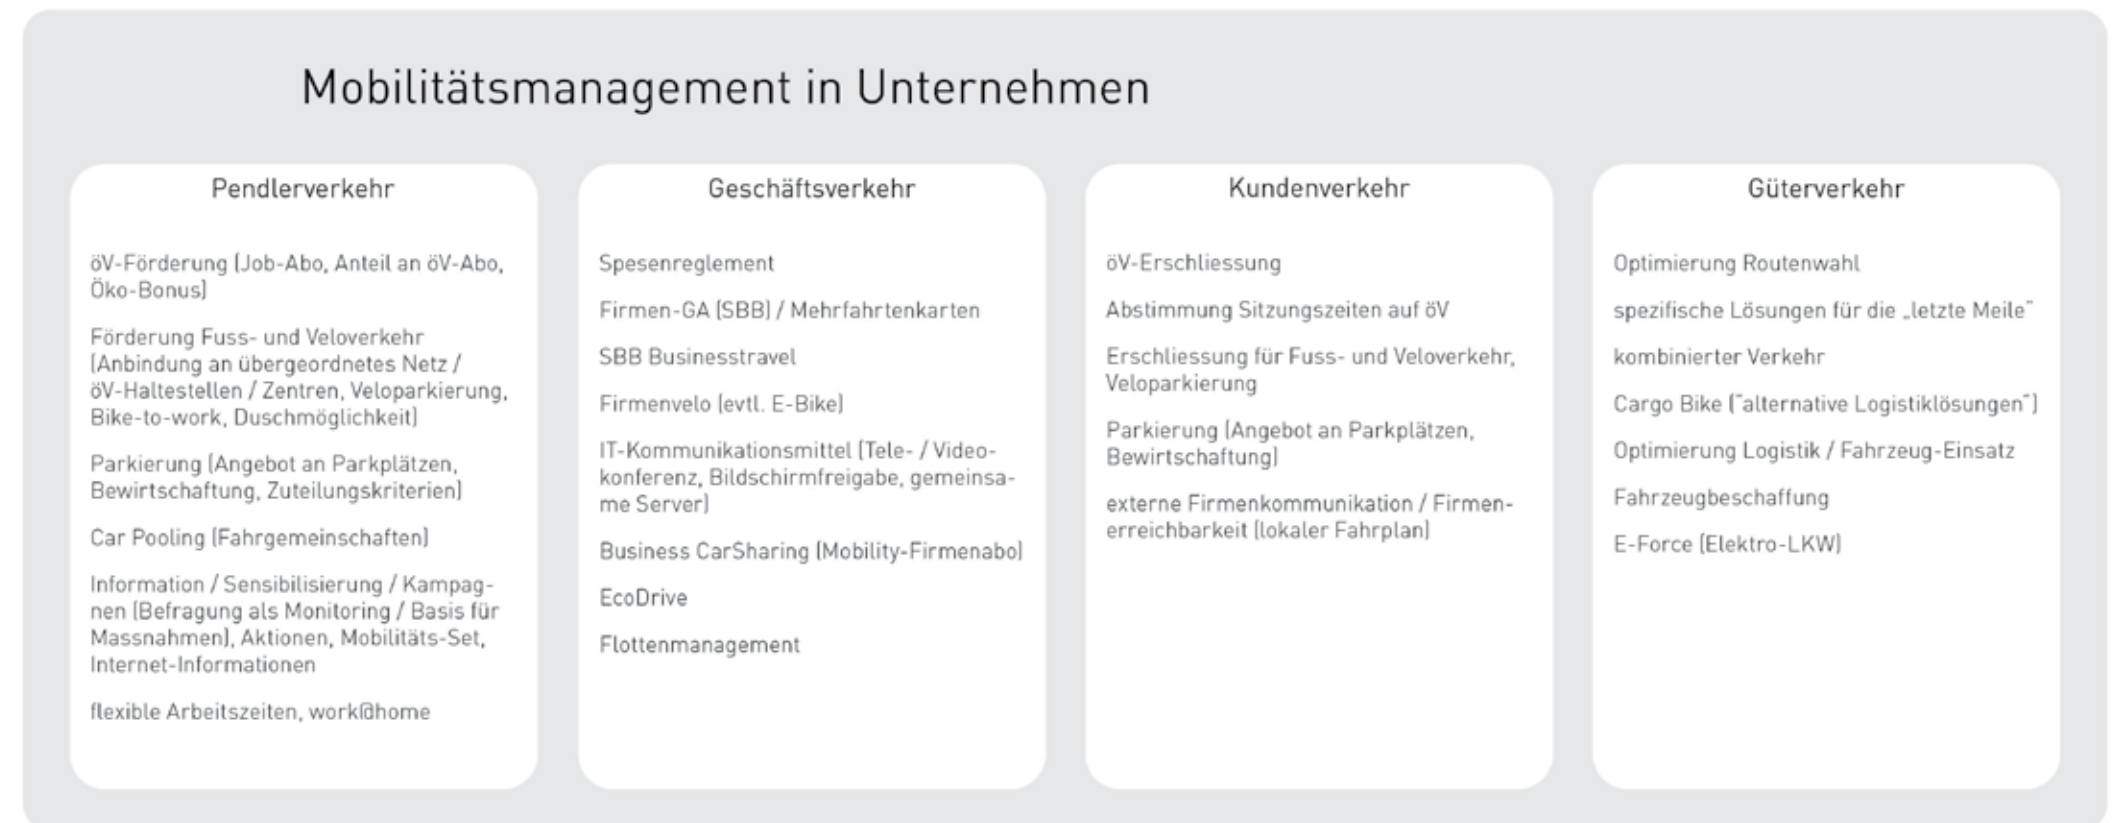 Mobilitätsmanagement in Unternehmen
Pendlerverkehr
öV-Förderung (Job-Abo, Anteil an öV-Abo,
Öko-Bonus)
Förderung Fuss- und Veloverkehr
(Anbindung an übergeordnetes Netz /
öV-Haltestellen / Zentren, Veloparkierung,
Bike-to-work, Duschmöglichkeit)
Parkierung (Angebot an Parkplätzen,
Bewirtschaftung, Zuteilungskriterien)
Car Pooling (Fahrgemeinschaften)
Information / Sensibilisierung / Kampag-
nen (Befragung als Monitoring / Basis für
Massnahmen), Aktionen, Mobilitäts-Set,
Internet-Informationen
flexible Arbeitszeiten, work@home
Geschäftsverkehr
Spesenreglement
Firmen-GA (SBB) / Mehrfahrtenkarten
SBB Businesstravel
Firmenvelo (evtl. E-Bike)
IT-Kommunikationsmittel (Tele- / Video-
konferenz, Bildschirmfreigabe, gemeinsa-
me Server)
Business CarSharing (Mobility-Firmenabo)
EcoDrive
Flottenmanagement
Kundenverkehr
öV-Erschliessung
Abstimmung Sitzungszeiten auf öV
Erschliessung für Fuss- und Veloverkehr,
Veloparkierung
Parkierung (Angebot an Parkplätzen,
Bewirtschaftung)
externe Firmenkommunikation / Firmen-
erreichbarkeit (lokaler Fahrplan)
Güterverkehr
Optimierung Routenwahl
spezifische Lösungen für die „letzte Meile“
kombinierter Verkehr
Cargo Bike ("alternative Logistiklösungen")
Optimierung Logistik / Fahrzeug-Einsatz
Fahrzeugbeschaffung
E-Force (Elektro-LKW)